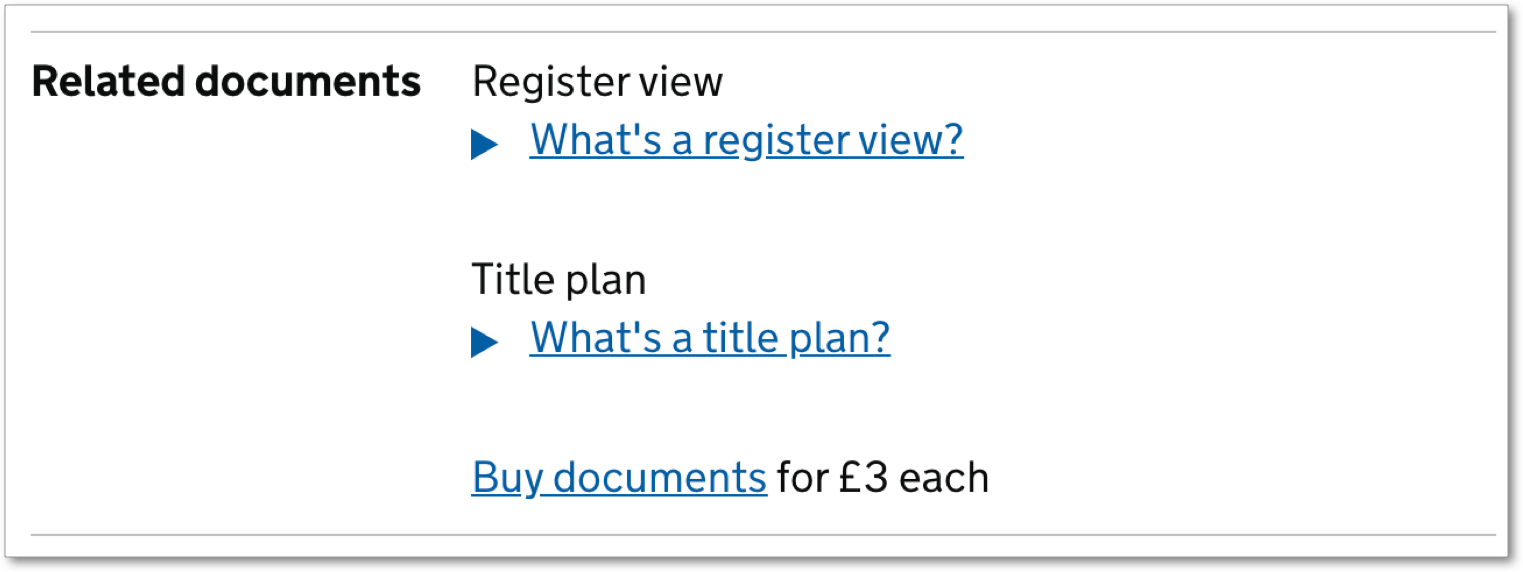 Related documents
Register view
What's a register view?
Title plan
What's a title plan?
Buy documents for £3 each